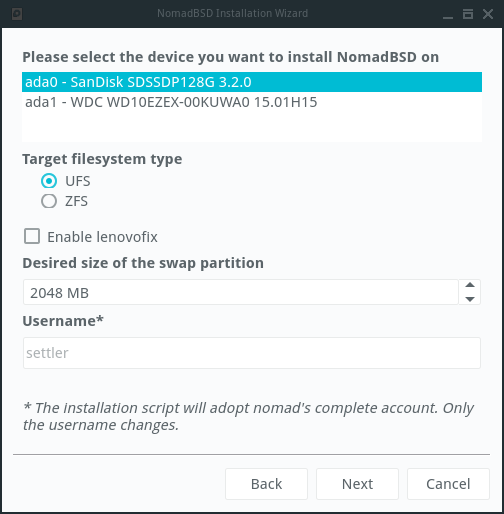 NomadBSD Installation Wizard
Please select the device you want to install NomadBSD on
ada0 - SanDisk SDSSDP128G 3.2.0
ada1 - WDC WD10EZEX-00KUWA0 15.01H15
Target filesystem type
UFS
ZFS
Enable lenovofix
Desired size of the swap partition
2048 MB
Username*
settler
* The installation script will adopt nomad's complete account. Only
the username changes.
Back Next Cancel